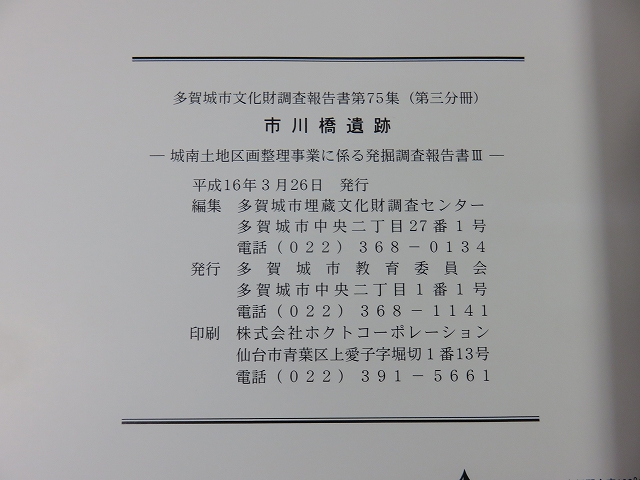 多賀城市文化財調査報告書第75集（第三分冊）
市川橋遺跡
― 城南土地区画整理事業に係る発掘調査報告書Ⅲ ―
平成16年３月26日　発行
編集　多賀城市埋蔵文化財調査センター
多賀城市中央二丁目27番１号
電話（０２２）３６８－０１３４
発行　多賀城市教育委員会
多賀城市中央二丁目１番１号
電話（０２２）３６８－１１４１
印刷　株式会社ホクトコーポレーション
仙台市青葉区上愛子字堀切１番13号
電話（０２２）３９１－５６６１